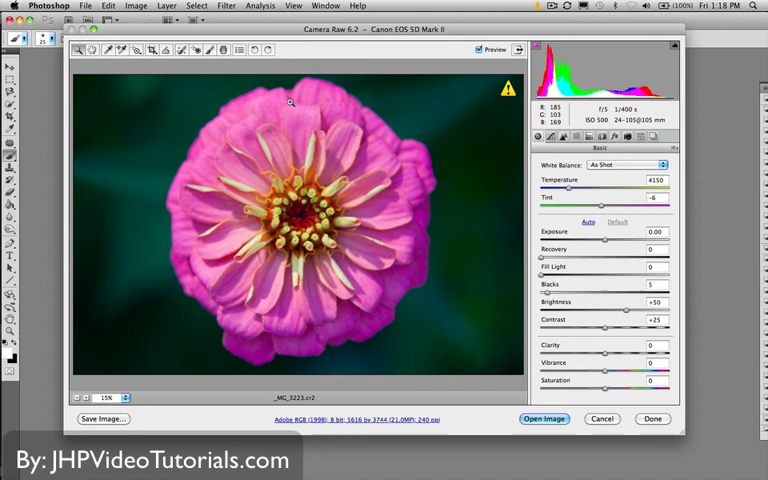 Photoshop File Edit Image Layer Select Filter Analysis _MG Window Help (100%) Fri 1:18 PM
Camera Raw 6.2 - Canon EOS 5D Mark II
25
Preview
R: 185
G: 103
B: 169
f/5 1/400 s
ISO 500 24-105@105 mm
Basic
White Balance: As Shot
Temperature 4150
Tint -6
Auto Default
Exposure 0.00
Recovery 0
Fill Light 0
Blacks 5
Brightness +50
Contrast +25
Clarity 0
Vibrance 0
Saturation 0
15% _MG_3223.cr2
Save Image... Adobe RGB (1998); 8 bit; 5616 by 3744 (21.0MP); 240 ppi Open Image Cancel Done
By: JHPVideoTutorials.com